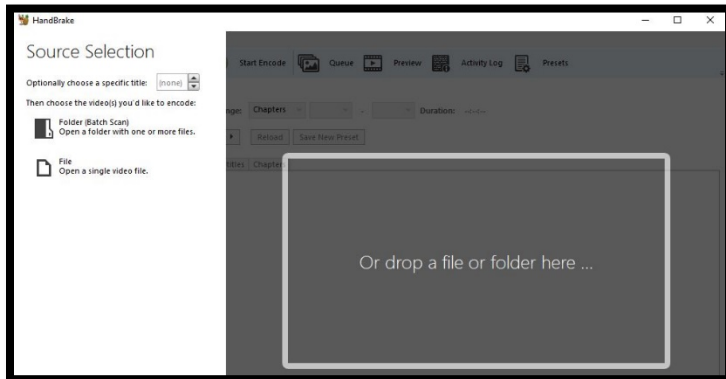 HandBrake
Source Selection
Optionally choose a specific title: (none)
Then choose the video(s) you'd like to encode:
Folder (Batch Scan)
Open a folder with one or more files.
File
Open a single video file.
Start Encode Queue Preview Activity Log Presets
Chapters - Duration: --:--:--
Reload Save New Preset
Chapters
Or drop a file or folder here ...